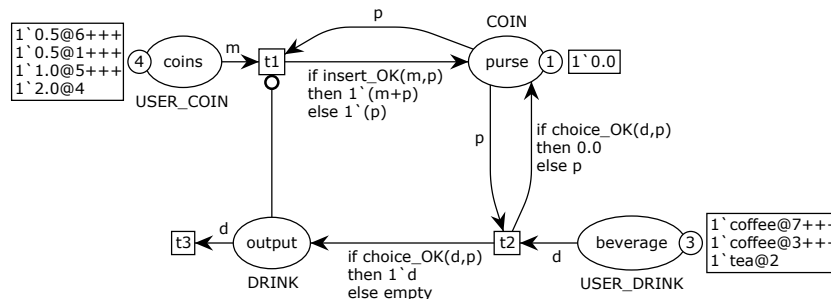 COIN
p
1`0.5@6+++
1`0.5@1+++
1`1.0@5+++
1`2.0@4
4
coins
m
t1
purse
1
1`0.0
USER_COIN
if insert_OK(m,p)
then 1`(m+p)
else 1`(p)
p
if choice_OK(d,p)
then 0.0
else p
t3
d
output
t2
d
beverage
3
1`coffee@7+++
1`coffee@3+++
1`tea@2
DRINK
if choice_OK(d,p)
then 1`d
else empty
USER_DRINK